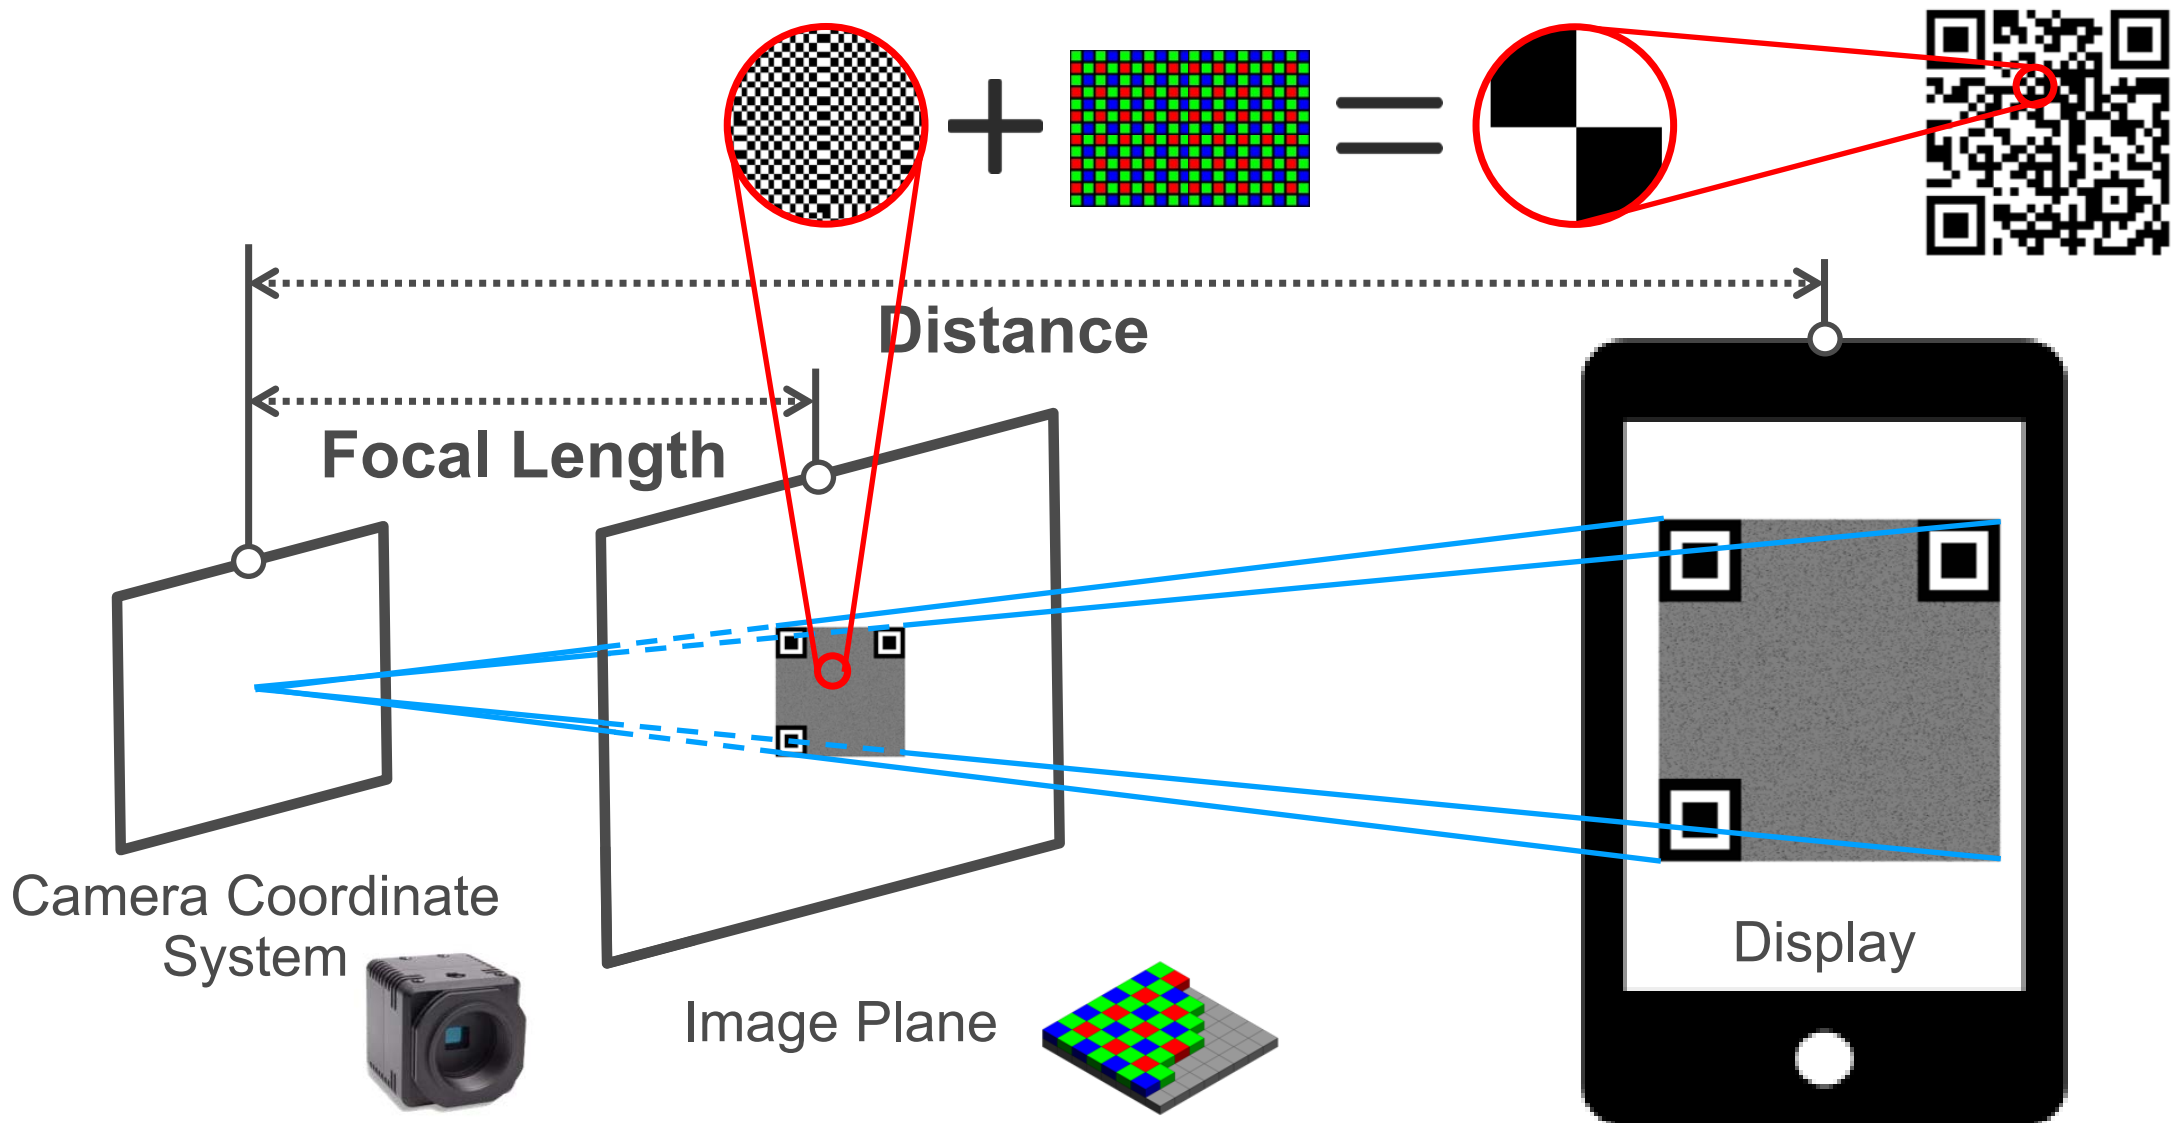 Distance
Focal Length
Camera Coordinate
System
Image Plane
Display